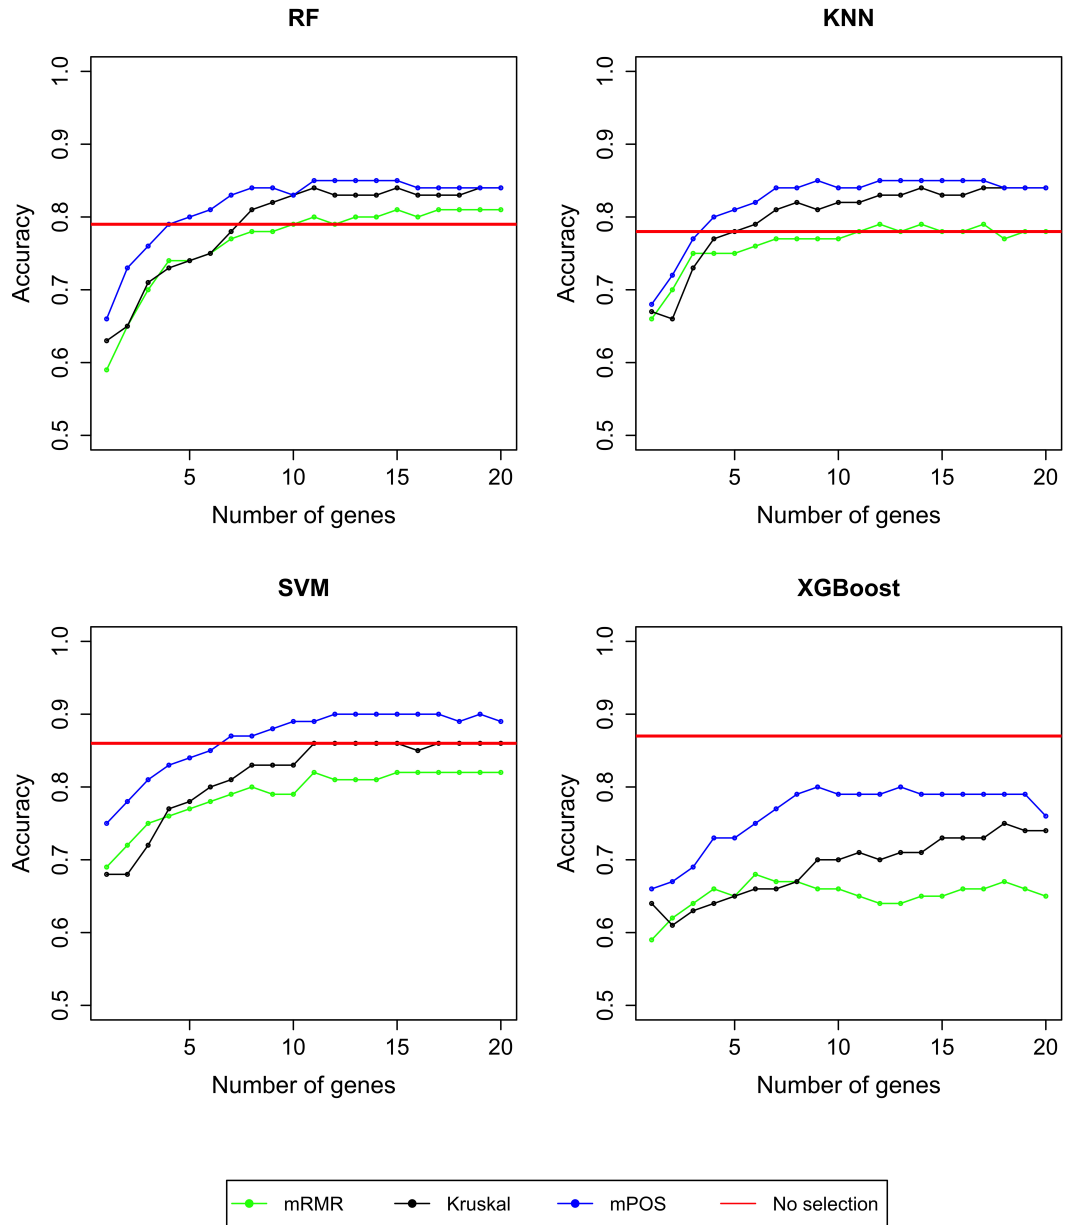 RF
KNN
Accuracy
0.5 0.6 0.7 0.8 0.9 1.0
5 10 15 20
Number of genes
Accuracy
0.5 0.6 0.7 0.8 0.9 1.0
5 10 15 20
Number of genes
SVM
XGBoost
Accuracy
0.5 0.6 0.7 0.8 0.9 1.0
5 10 15 20
Number of genes
Accuracy
0.5 0.6 0.7 0.8 0.9 1.0
5 10 15 20
Number of genes
mRMR Kruskal mPOS No selection